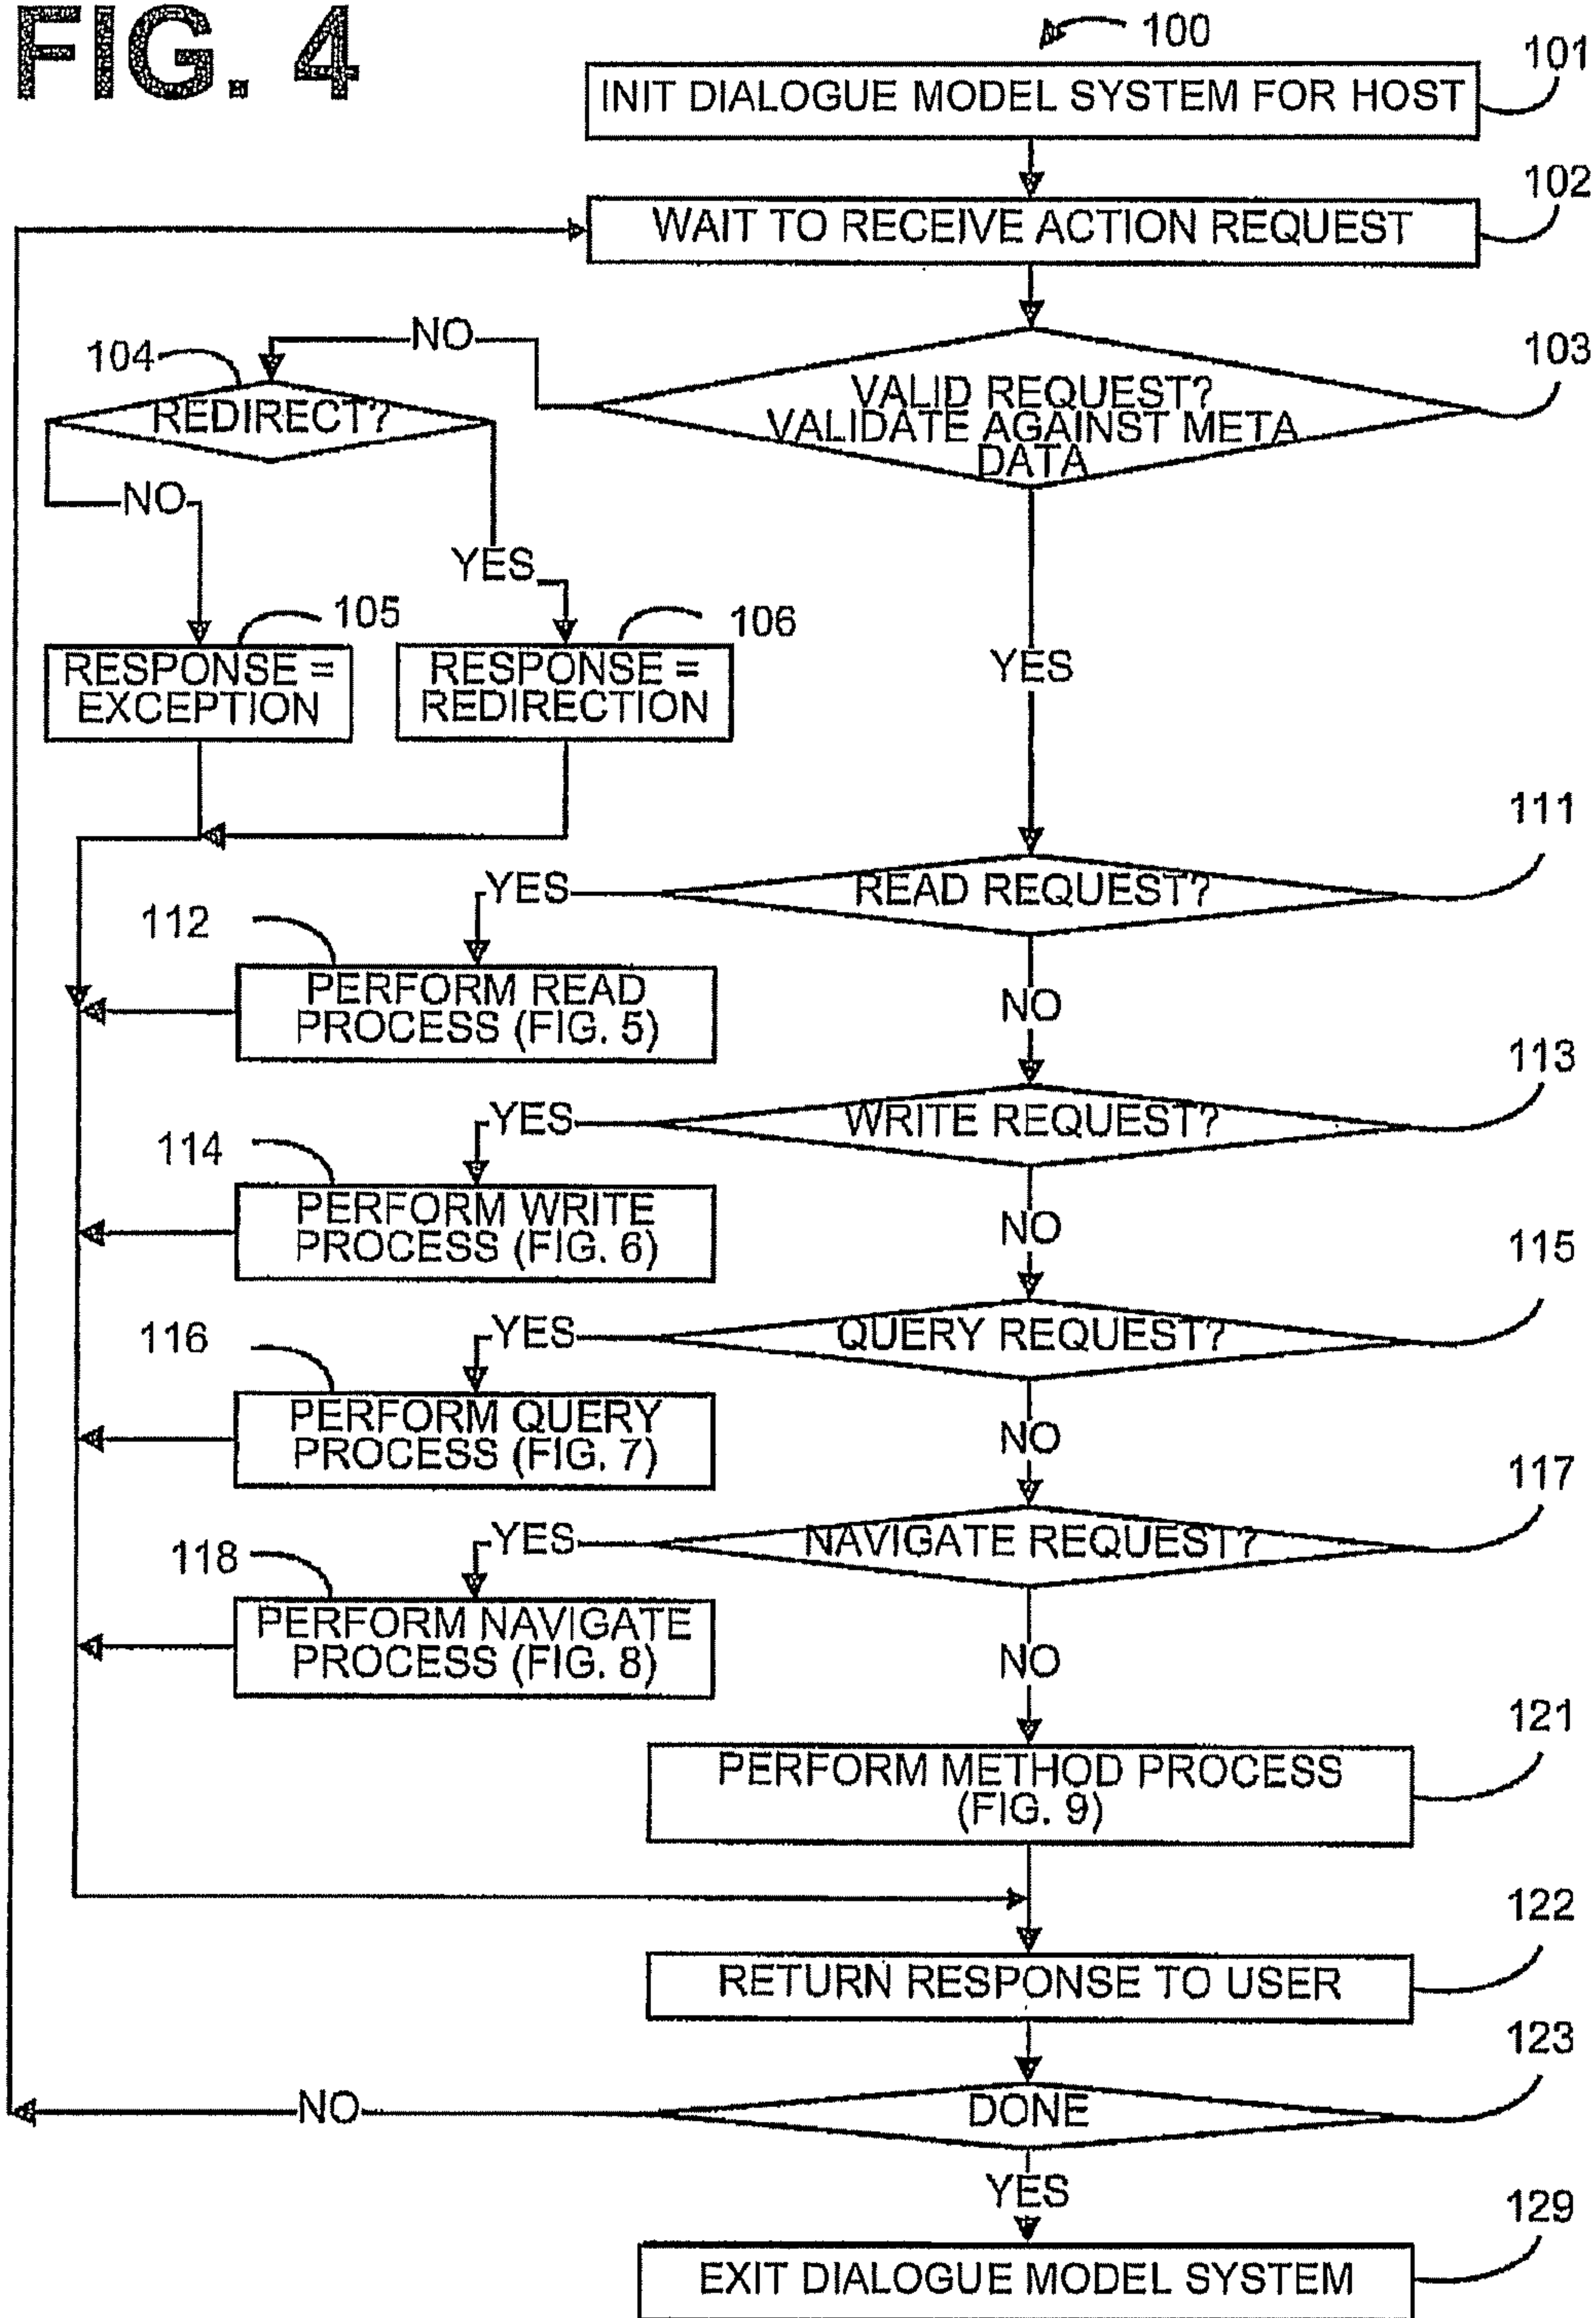 FIG. 4
100
101
INIT DIALOGUE MODEL SYSTEM FOR HOST
102
WAIT TO RECEIVE ACTION REQUEST
103
VALID REQUEST?
VALIDATE AGAINST META
DATA
NO
104
REDIRECT?
NO
YES
105
RESPONSE =
EXCEPTION
106
RESPONSE =
REDIRECTION
YES
111
READ REQUEST?
YES
112
PERFORM READ
PROCESS (FIG. 5)
NO
113
WRITE REQUEST?
YES
114
PERFORM WRITE
PROCESS (FIG. 6)
NO
115
QUERY REQUEST?
YES
116
PERFORM QUERY
PROCESS (FIG. 7)
NO
117
NAVIGATE REQUEST?
YES
118
PERFORM NAVIGATE
PROCESS (FIG. 8)
NO
121
PERFORM METHOD PROCESS
(FIG. 9)
122
RETURN RESPONSE TO USER
123
DONE
NO
YES
129
EXIT DIALOGUE MODEL SYSTEM